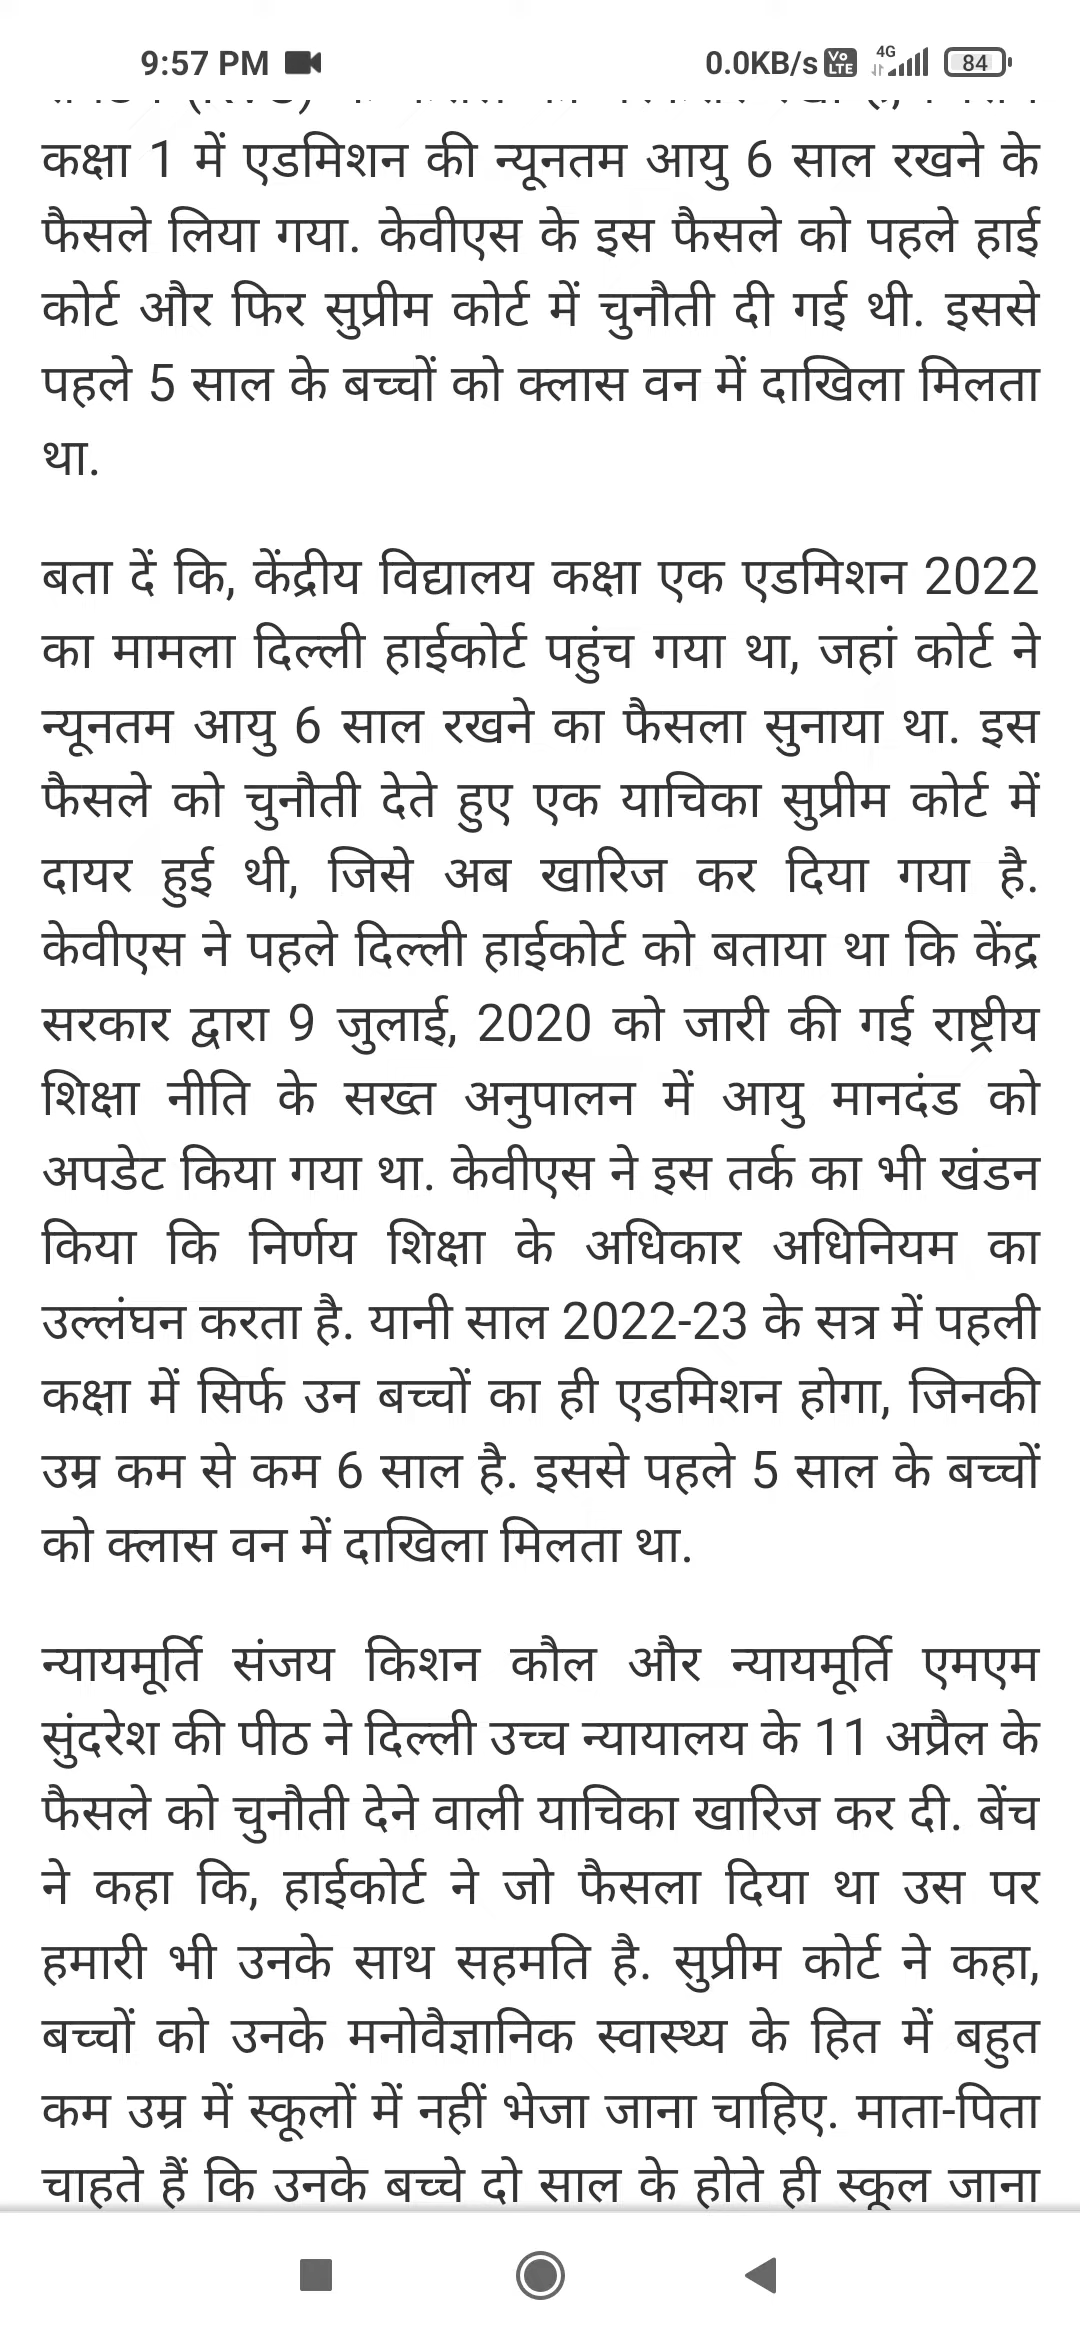 9:57 PM 0.0KB/s Vo LTE 4G 84
कक्षा 1 में एडमिशन की न्यूनतम आयु 6 साल रखने के
फैसले लिया गया. केवीएस के इस फैसले को पहले हाई
कोर्ट और फिर सुप्रीम कोर्ट में चुनौती दी गई थी. इससे
पहले 5 साल के बच्चों को क्लास वन में दाखिला मिलता
था.
बता दें कि, केंद्रीय विद्यालय कक्षा एक एडमिशन 2022
का मामला दिल्ली हाईकोर्ट पहुंच गया था, जहां कोर्ट ने
न्यूनतम आयु 6 साल रखने का फैसला सुनाया था. इस
फैसले को चुनौती देते हुए एक याचिका सुप्रीम कोर्ट में
दायर हुई थी, जिसे अब खारिज कर दिया गया है.
केवीएस ने पहले दिल्ली हाईकोर्ट को बताया था कि केंद्र
सरकार द्वारा 9 जुलाई, 2020 को जारी की गई राष्ट्रीय
शिक्षा नीति के सख्त अनुपालन में आयु मानदंड को
अपडेट किया गया था. केवीएस ने इस तर्क का भी खंडन
किया कि निर्णय शिक्षा के अधिकार अधिनियम का
उल्लंघन करता है. यानी साल 2022-23 के सत्र में पहली
कक्षा में सिर्फ उन बच्चों का ही एडमिशन होगा, जिनकी
उम्र कम से कम 6 साल है. इससे पहले 5 साल के बच्चों
को क्लास वन में दाखिला मिलता था.
न्यायमूर्ति संजय किशन कौल और न्यायमूर्ति एमएम
सुंदरेश की पीठ ने दिल्ली उच्च न्यायालय के 11 अप्रैल के
फैसले को चुनौती देने वाली याचिका खारिज कर दी. बेंच
ने कहा कि, हाईकोर्ट ने जो फैसला दिया था उस पर
हमारी भी उनके साथ सहमति है. सुप्रीम कोर्ट ने कहा,
बच्चों को उनके मनोवैज्ञानिक स्वास्थ्य के हित में बहुत
कम उम्र में स्कूलों में नहीं भेजा जाना चाहिए. माता-पिता
चाहते हैं कि उनके बच्चे दो साल के होते ही स्कूल जाना